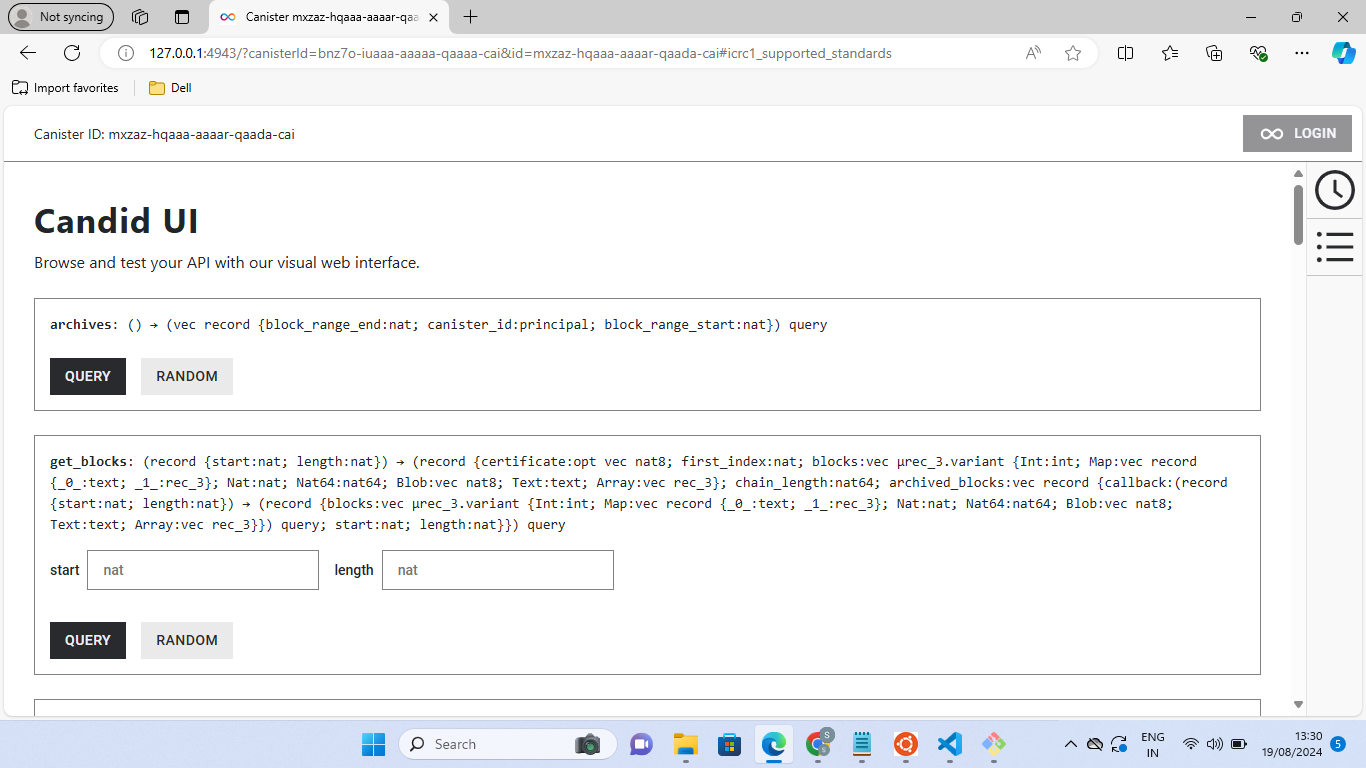 Not syncing
Canister mxzaz-hqaaa-aaaar-qaa
127.0.0.1:4943/?canisterId=bnz7o-iuaaa-aaaaa-qaaaa-cai&id=mxzaz-hqaaa-aaaar-qaada-cai#icrc1_supported_standards
Import favorites
Dell
Canister ID: mxzaz-hqaaa-aaaar-qaada-cai
LOGIN
Candid UI
Browse and test your API with our visual web interface.
archives: () → (vec record {block_range_end:nat; canister_id:principal; block_range_start:nat}) query
QUERY RANDOM
get_blocks: (record {start:nat; length:nat}) → (record {certificate:opt vec nat8; first_index:nat; blocks:vec μrec_3.variant {Int:int; Map:vec record
{_0_:text; _1_:rec_3}; Nat:nat; Nat64:nat64; Blob:vec nat8; Text:text; Array:vec rec_3}; chain_length:nat64; archived_blocks:vec record {callback:(record
{start:nat; length:nat}) → (record {blocks:vec μrec_3.variant {Int:int; Map:vec record {_0_:text; _1_:rec_3}; Nat:nat; Nat64:nat64; Blob:vec nat8;
Text:text; Array:vec rec_3}}) query; start:nat; length:nat}}) query
start nat length nat
QUERY RANDOM
Search
S
ENG
IN
13:30
19/08/2024
5